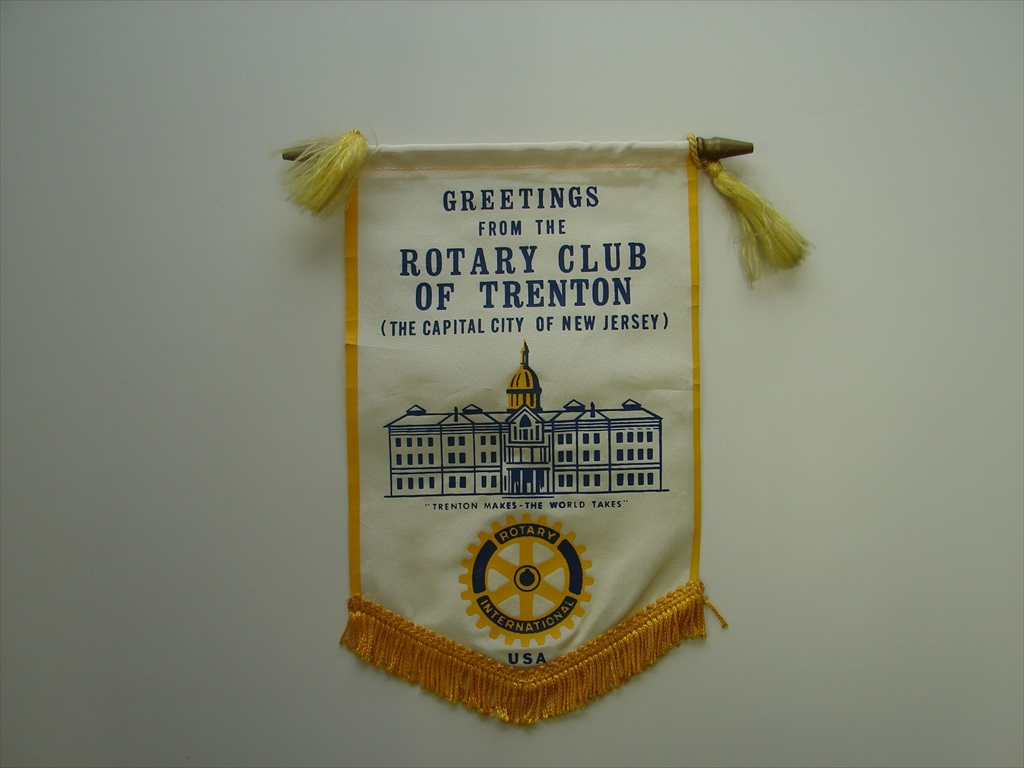 GREETINGS
FROM THE
ROTARY CLUB
OF TRENTON
(THE CAPITAL CITY OF NEW JERSEY)
"TRENTON MAKES-THE WORLD TAKES"
ROTARY
INTERNATIONAL
USA